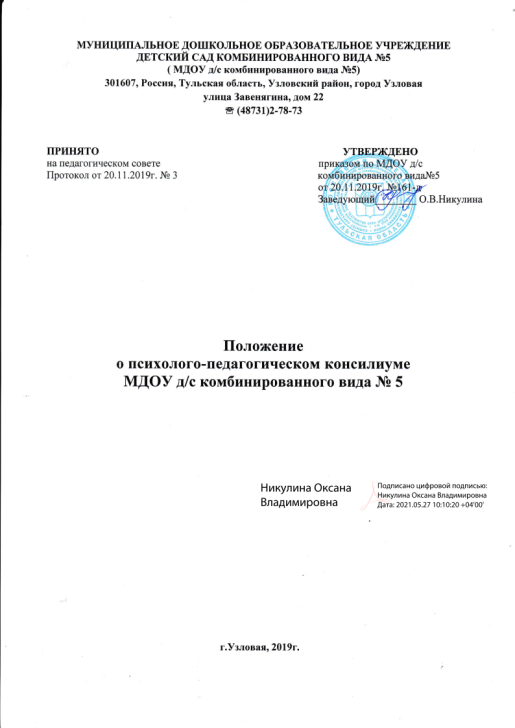 МУНИЦИПАЛЬНОЕ ДОШКОЛЬНОЕ ОБРАЗОВАТЕЛЬНОЕ УЧРЕЖДЕНИЕ
ДЕТСКИЙ САД КОМБИНИРОВАННОГО ВИДА №5
( МДОУ д/с комбинированного вида №5)
301607, Россия, Тульская область, Узловский район, город Узловая
улица Завенягина, дом 22
☎ (48731)2-78-73
ПРИНЯТО
на педагогическом совете
Протокол от 20.11.2019г. № 3
УТВЕРЖДЕНО
приказом по МДОУ д/с
комбинированного вида№5
от 20.11.2019г. №161-д
Заведующий О.В.Никулина
ТУЛЬСКАЯ ОБЛАСТЬ
Положение
о психолого-педагогическом консилиуме
МДОУ д/с комбинированного вида № 5
Никулина Оксана
Владимировна
Подписано цифровой подписью:
Никулина Оксана Владимировна
Дата: 2021.05.27 10:10:20 +04'00'
г.Узловая, 2019г.